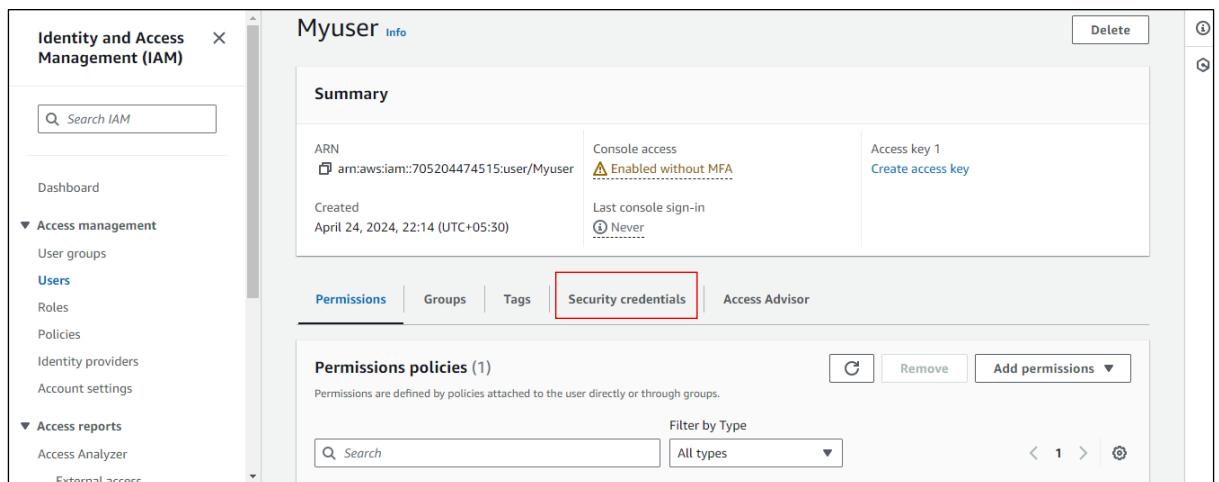 Identity and Access
Management (IAM)
Search IAM
Dashboard
Access management
User groups
Users
Roles
Policies
Identity providers
Account settings
Access reports
Access Analyzer
External access
Myuser Info
Delete
Summary
ARN
arn:aws:iam::705204474515:user/Myuser
Console access
Enabled without MFA
Access key 1
Create access key
Created
April 24, 2024, 22:14 (UTC+05:30)
Last console sign-in
Never
Permissions Groups Tags Security credentials Access Advisor
Permissions policies (1)
Remove
Add permissions
Permissions are defined by policies attached to the user directly or through groups.
Filter by Type
Search
All types
1